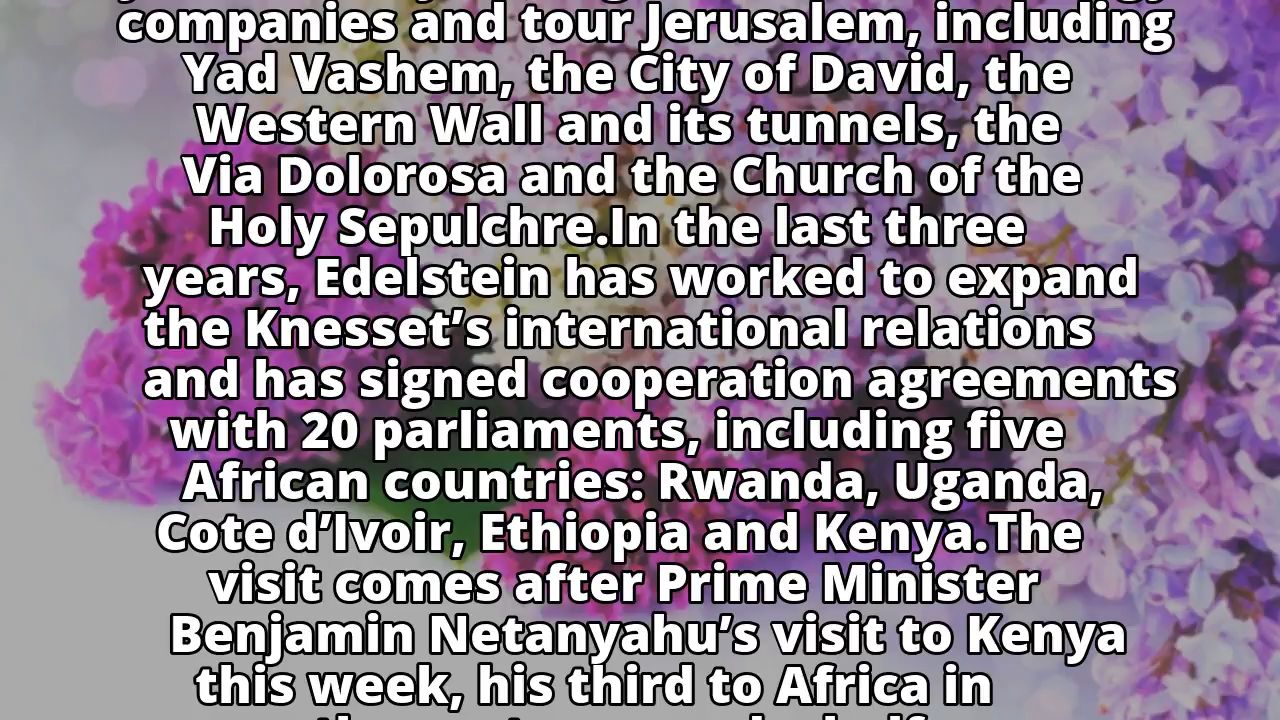 companies and tour Jerusalem, including
Yad Vashem, the City of David, the
Western Wall and its tunnels, the
Via Dolorosa and the Church of the
Holy Sepulchre.In the last three
years, Edelstein has worked to expand
the Knesset’s international relations
and has signed cooperation agreements
with 20 parliaments, including five
African countries: Rwanda, Uganda,
Cote d’Ivoir, Ethiopia and Kenya.The
visit comes after Prime Minister
Benjamin Netanyahu’s visit to Kenya
this week, his third to Africa in